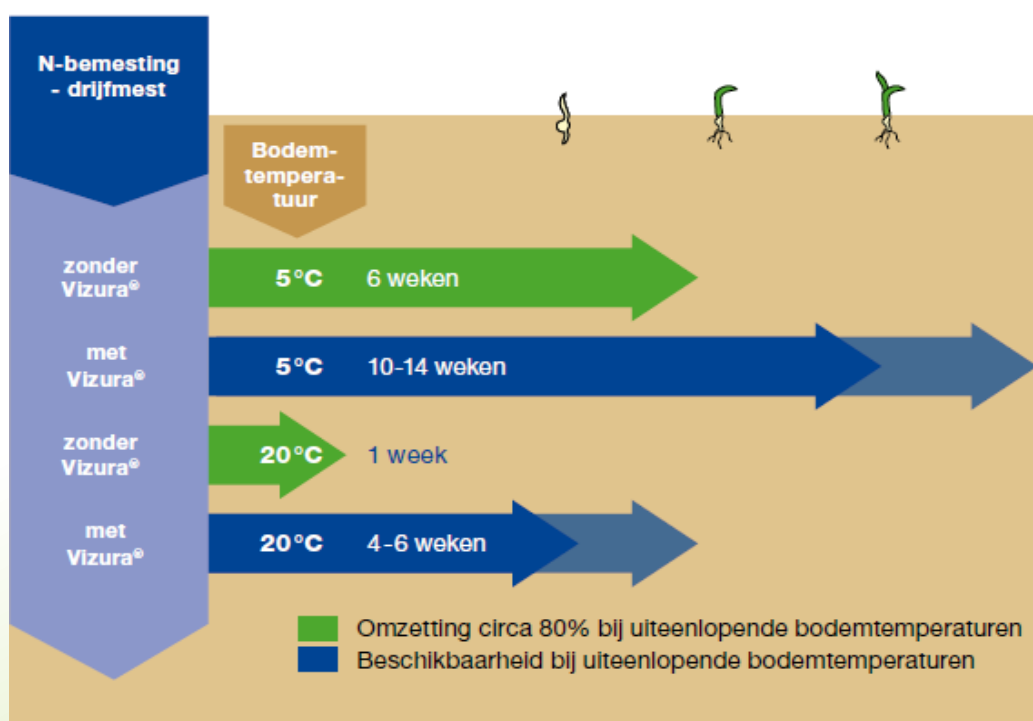 N-bemesting
- drijfmest
Bodem-
tempera-
tuur
zonder
Vizura®
5°C 6 weken
met
Vizura®
5°C 10-14 weken
zonder
Vizura®
20°C 1 week
met
Vizura®
20°C 4-6 weken
Omzetting circa 80% bij uiteenlopende bodemtemperaturen
Beschikbaarheid bij uiteenlopende bodemtemperaturen